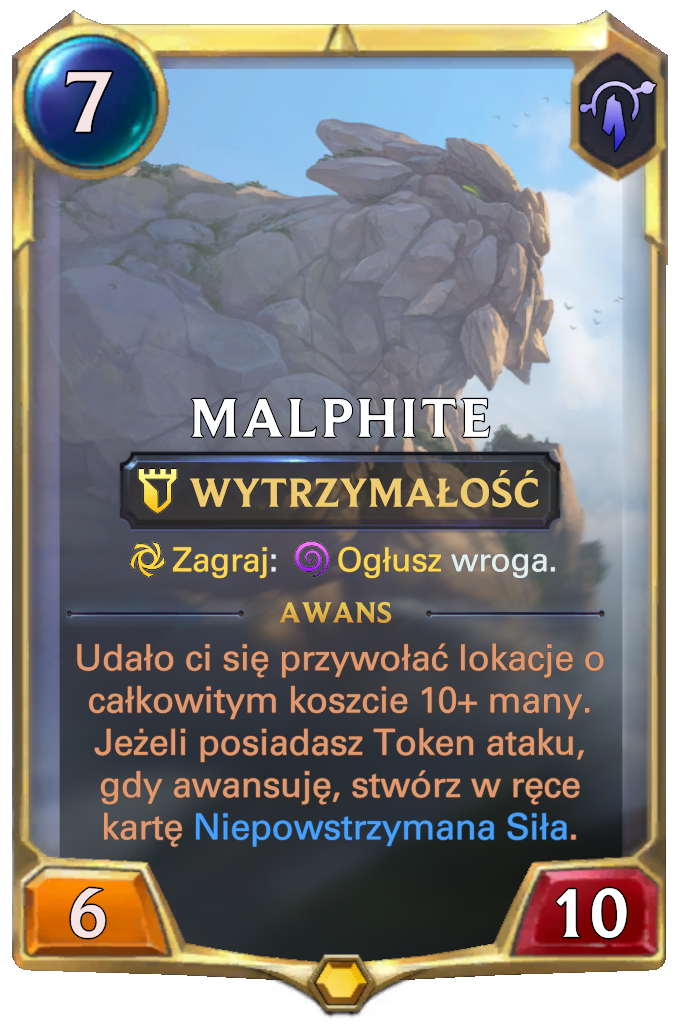 7
MALPHITE
WYTRZYMAŁOŚĆ
Zagraj: Ogłusz wroga.
AWANS
Udało ci się przywołać lokacje o
całkowitym koszcie 10+ many.
Jeżeli posiadasz Token ataku,
gdy awansuję, stwórz w ręce
kartę Niepowstrzymana Siła.
6
10